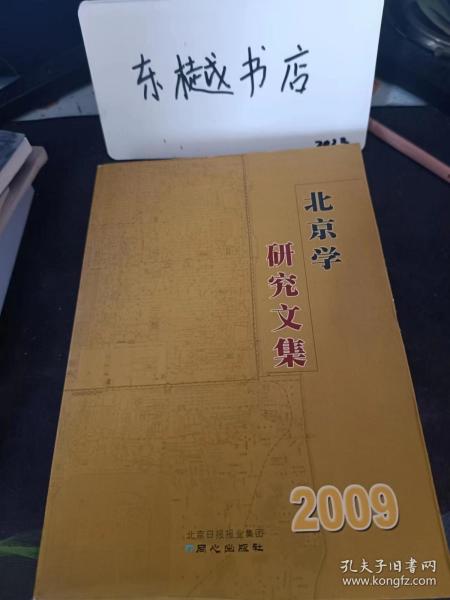 东樾书店
北京学
研究文集
2009
北京日报报业集团
同心出版社
孔夫子旧书网
www.kongfz.com